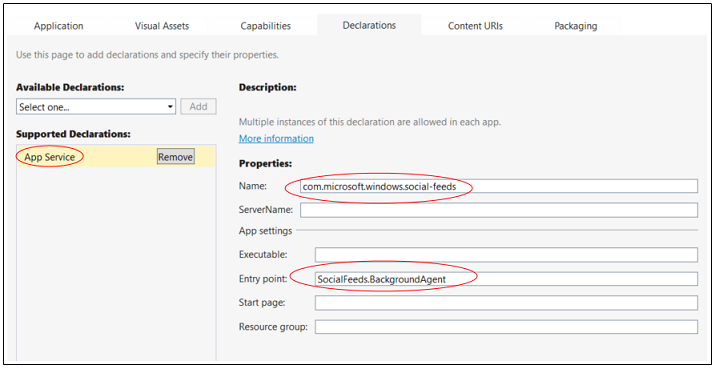 Application Visual Assets Capabilities Declarations Content URIs Packaging
Use this page to add declarations and specify their properties.
Available Declarations:
Select one...
Add
Supported Declarations:
App Service
Remove
Description:
Multiple instances of this declaration are allowed in each app.
More information
Properties:
Name: com.microsoft.windows.social-feeds
ServerName:
App settings
Executable:
Entry point: SocialFeeds.BackgroundAgent
Start page:
Resource group: